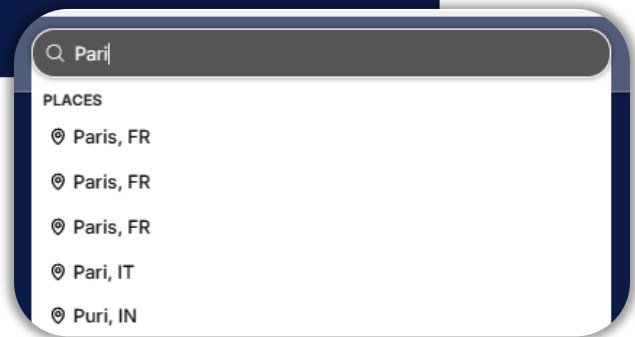 Pari
PLACES
Paris, FR
Paris, FR
Paris, FR
Pari, IT
Puri, IN